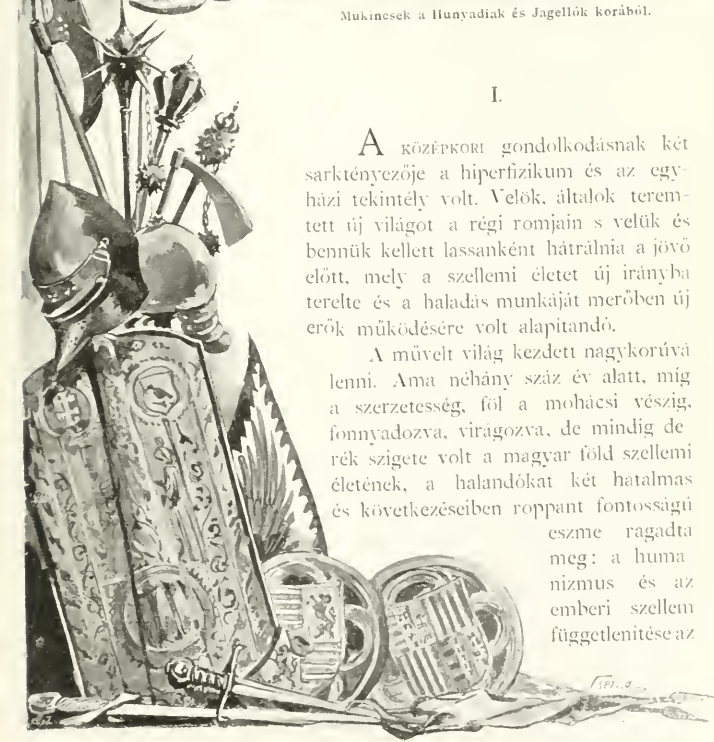 Mukincsek a Hunyadiak és Jagellók korából.
I.
A KÖZÉPKORI gondolkodásnak két
sarktényezője a hiperfizikum és az egy-
házi tekintély volt. Velök, általok terem-
tett új világot a régi romjain s velük és
bennük kellett lassanként hátrálnia a jövő
előtt, mely a szellemi életet új irányba
terelte és a haladás munkáját merőben új
erők működésére volt alapítandó.
A művelt világ kezdett nagykorúvá
lenni. Ama néhány száz év alatt, míg
a szerzetesség, föl a mohácsi vészig,
fonnyadozva, virágozva, de mindig de
rék szigete volt a magyar föld szellemi
életének, a halandókat két hatalmas
és következéseiben roppant fontosságú
eszme ragadta
meg: a huma
nizmus és az
emberi szellem
függetlenitése az